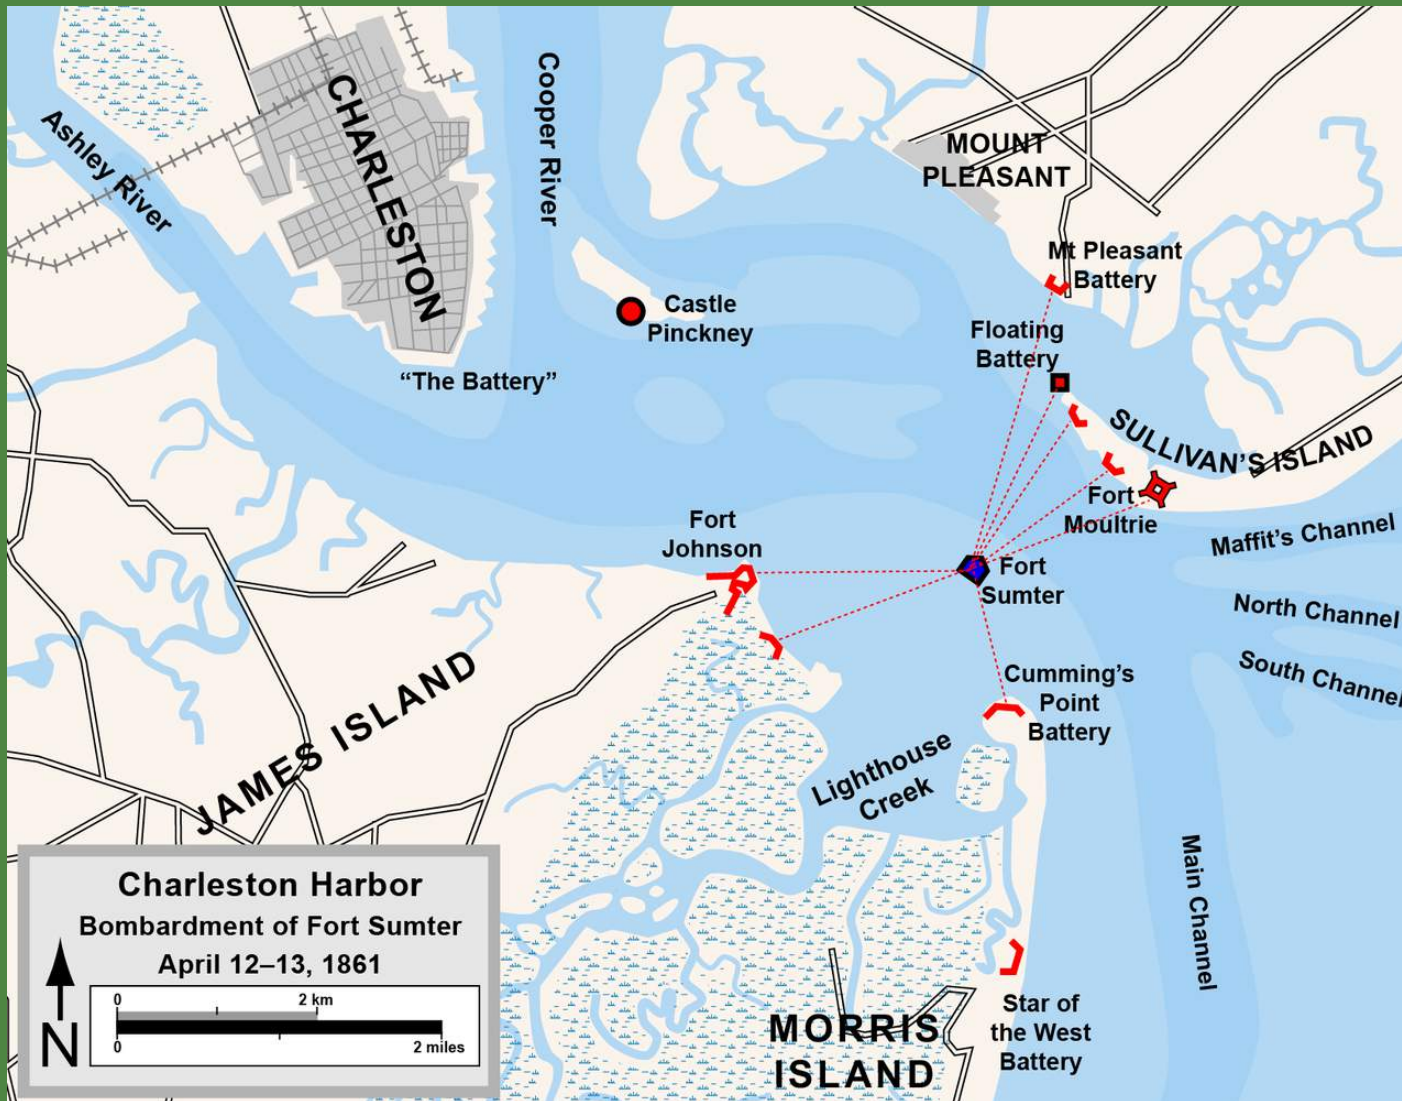 Ashley River
CHARLESTON
Cooper River
MOUNT
PLEASANT
Mt Pleasant
Battery
Castle
Pinckney
Floating
Battery
“The Battery”
SULLIVAN'S ISLAND
Fort
Moultrie
Maffit's Channel
Fort
Johnson
Fort
Sumter
North Channel
South Channel
JAMES ISLAND
Cumming's
Point
Battery
Lighthouse
Creek
Main Channel
Star of
the West
Battery
MORRIS
ISLAND
Charleston Harbor
Bombardment of Fort Sumter
April 12–13, 1861
N
0 2 km
0 2 miles